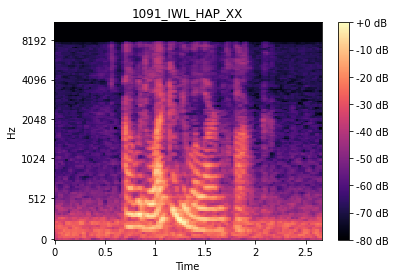 1091_IWL_HAP_XX
+0 dB
8192
-10 dB
4096
-20 dB
-30 dB
2048
Hz
-40 dB
1024
-50 dB
512
-60 dB
-70 dB
0
-80 dB
0 0.5 1 1.5 2 2.5
Time